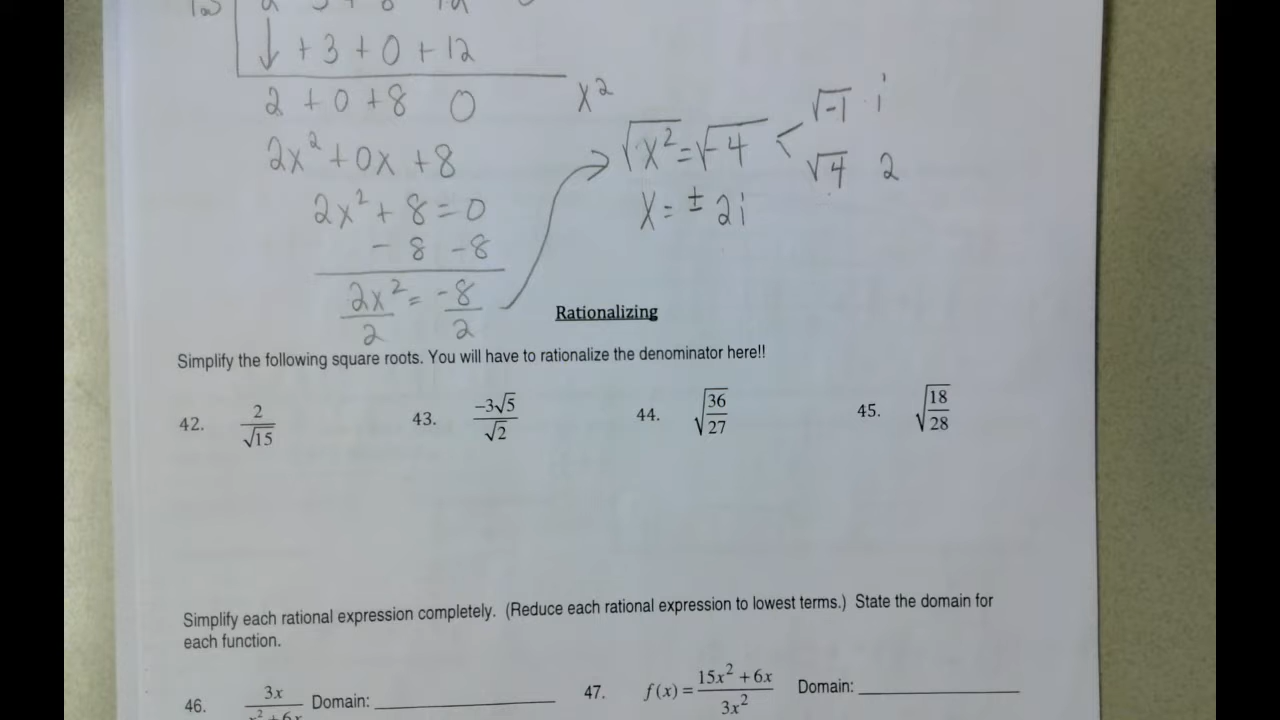 ↓ + 3 + 0 + 12
2 + 0 + 8 0
x²
2x² + 0x + 8
√x² = √-4 < √-1 i
√4 2
x = ± 2i
2x² + 8 = 0
- 8 - 8
2x²/2 = -8/2
Rationalizing
Simplify the following square roots. You will have to rationalize the denominator here!!
42. 2/√15 43. -3√5/√2 44. √(36/27) 45. √(18/28)
Simplify each rational expression completely. (Reduce each rational expression to lowest terms.) State the domain for
each function.
46. 3x/x² + 6x Domain: ____________ 47. f(x) = 15x² + 6x/3x² Domain: ____________